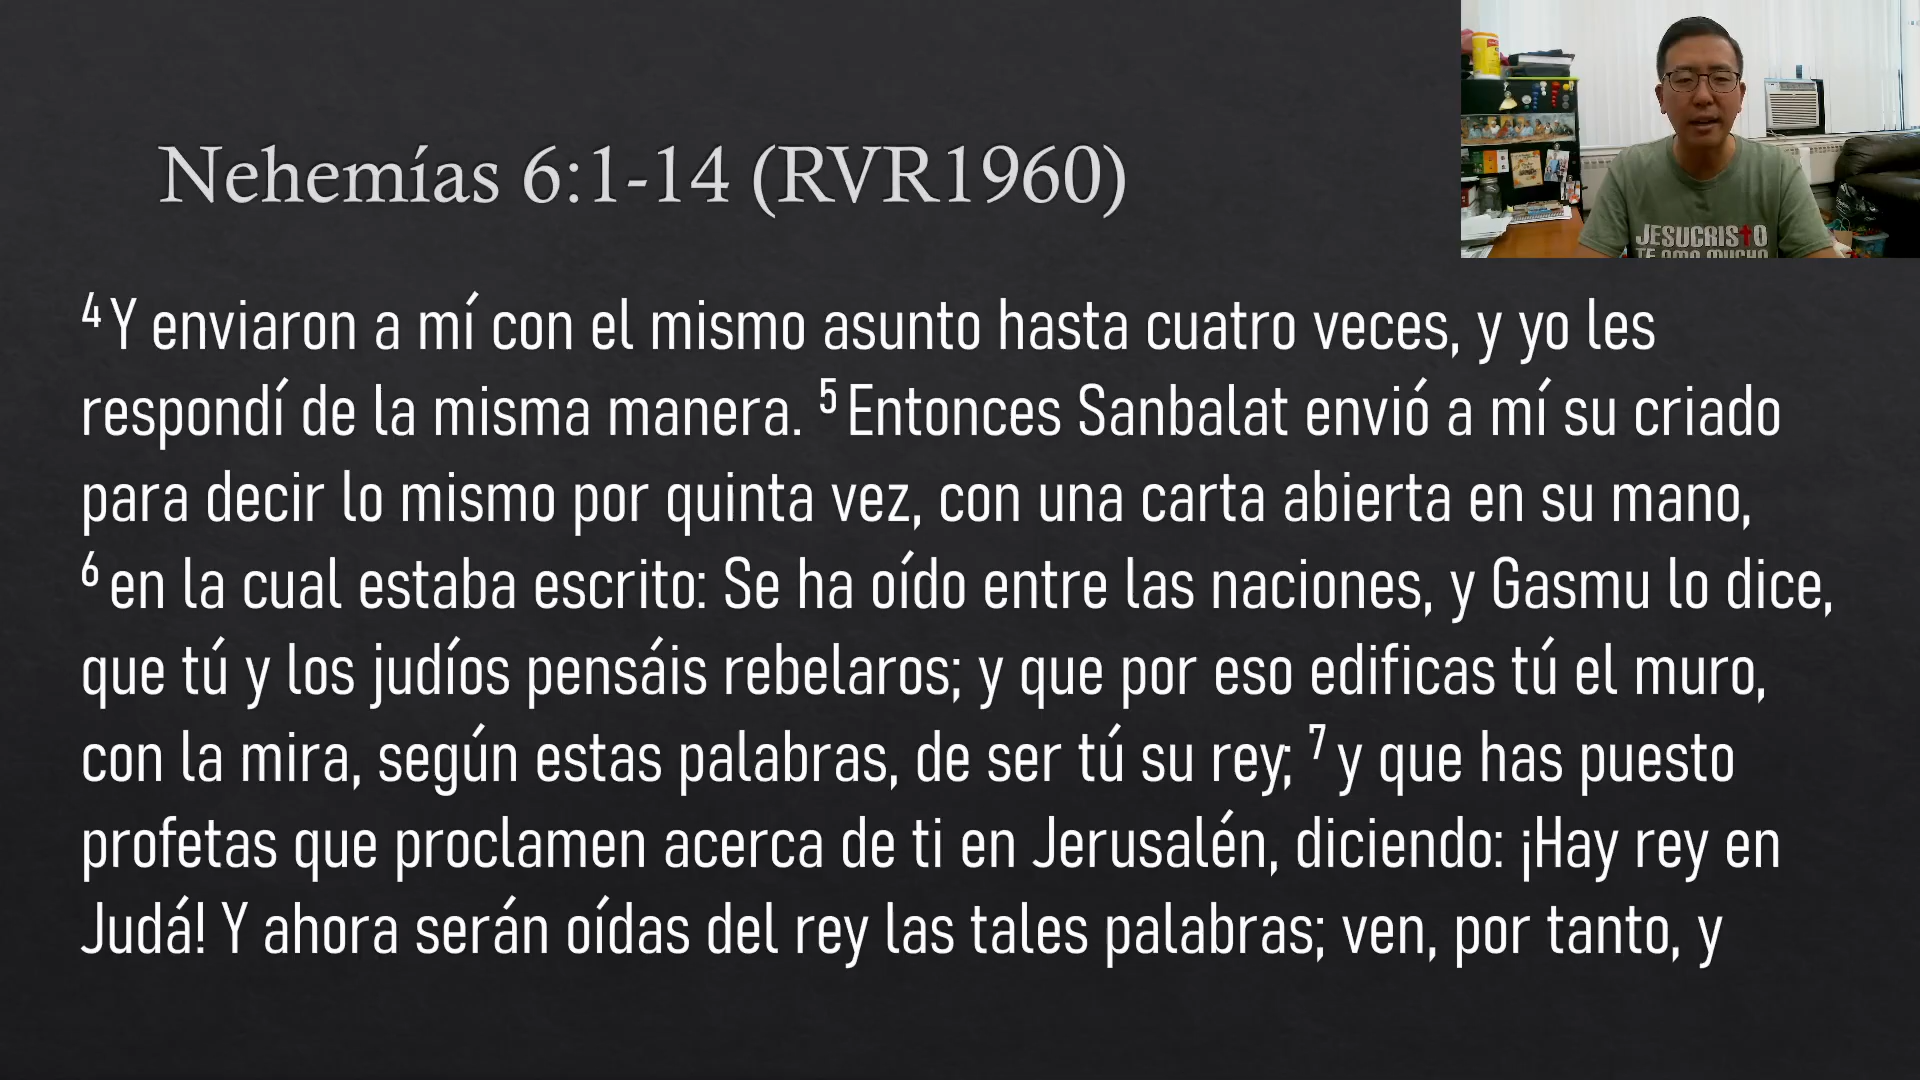 Nehemías 6:1-14 (RVR1960)
JESUCRISTO
TE AMO MUCHO
4 Y enviaron a mí con el mismo asunto hasta cuatro veces, y yo les
respondí de la misma manera. 5 Entonces Sanbalat envió a mí su criado
para decir lo mismo por quinta vez, con una carta abierta en su mano,
6 en la cual estaba escrito: Se ha oído entre las naciones, y Gasmu lo dice,
que tú y los judíos pensáis rebelaros; y que por eso edificas tú el muro,
con la mira, según estas palabras, de ser tú su rey; 7 y que has puesto
profetas que proclamen acerca de ti en Jerusalén, diciendo: ¡Hay rey en
Judá! Y ahora serán oídas del rey las tales palabras; ven, por tanto, y